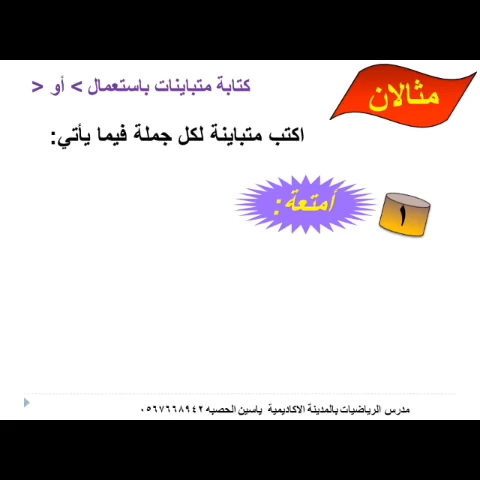 مثالان
كتابة متباينات باستعمال > أو <
اكتب متباينة لكل جملة فيما يأتي:
١
أمتعة:
مدرس الرياضيات بالمدينة الاكاديمية ياسين الحصبه ٠٥٦٧٦٦٨٩٤٢